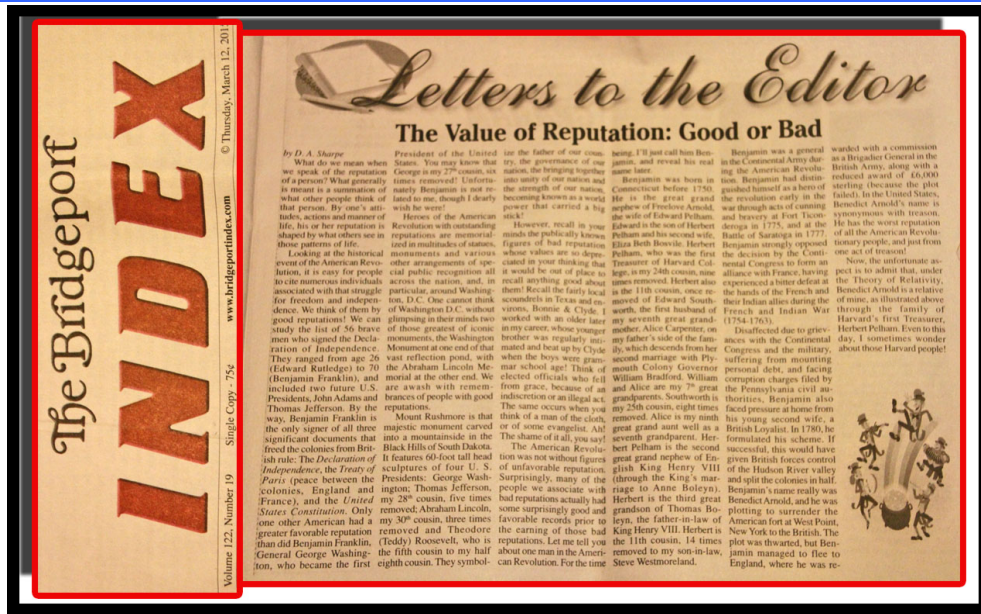 The Bridgeport
INDEX
Volume 122, Number 19 Single Copy - 75¢ www.bridgeportindex.com © Thursday, March 12, 201
Letters to the Editor
The Value of Reputation: Good or Bad
by D. A. Sharpe
What do we mean when
we speak of the reputation
of a person? What generally
is meant is a summation of
what other people think of
that person. By one's atti-
tudes, actions and manner of
life, his or her reputation is
shaped by what others see in
those patterns of life.
Looking at the historical
event of the American Revo-
lution, it is easy for people
to cite numerous individuals
associated with that struggle
for freedom and indepen-
dence. We think of them by
good reputations! We can
study the list of 56 brave
men who signed the Decla-
ration of Independence.
They ranged from age 26
(Edward Rutledge) to 70
(Benjamin Franklin), and
included two future U.S.
Presidents, John Adams and
Thomas Jefferson. By the
way, Benjamin Franklin is
the only signer of all three
significant documents that
freed the colonies from Brit-
ish rule: The Declaration of
Independence, the Treaty of
Paris (peace between the
colonies, England and
France), and the United
States Constitution. Only
one other American had a
greater favorable reputation
than did Benjamin Franklin,
General George Washing-
ton, who became the first
President of the United
States. You may know that
George is my 27th cousin, six
times removed! Unfortu-
nately Benjamin is not re-
lated to me, though I dearly
wish he were!
Heroes of the American
Revolution with outstanding
reputations are memorial-
ized in multitudes of statues,
monuments and various
other arrangements of spe-
cial public recognition all
across the nation, and, in
particular, around Washing-
ton, D.C. One cannot think
of Washington D.C. without
glimpsing in their minds two
of those greatest of iconic
monuments, the Washington
Monument at one end of that
vast reflection pond, with
the Abraham Lincoln Me-
morial at the other end. We
are awash with remem-
brances of people with good
reputations.
Mount Rushmore is that
majestic monument carved
into a mountainside in the
Black Hills of South Dakota.
It features 60-foot tall head
sculptures of four U. S.
Presidents: George Wash-
ington; Thomas Jefferson,
my 28th cousin, five times
removed; Abraham Lincoln,
my 30th cousin, three times
removed and Theodore
(Teddy) Roosevelt, who is
the fifth cousin to my half
eighth cousin. They symbol-
ize the father of our coun-
try, the governance of our
nation, the bringing together
into unity of our nation and
the strength of our nation,
becoming known as a world
power that carried a big
stick!
However, recall in your
minds the publically known
figures of bad reputation
whose values are so depre-
ciated in your thinking that
it would be out of place to
recall anything good about
them! Recall the fairly local
scoundrels in Texas and en-
virons, Bonnie & Clyde. I
worked with an older later
in my career, whose younger
brother was regularly inti-
mated and beat up by Clyde
when the boys were gram-
mar school age! Think of
elected officials who fell
from grace, because of an
indiscretion or an illegal act.
The same occurs when you
think of a man of the cloth,
or of some evangelist. Ah!
The shame of it all, you say!
The American Revolu-
tion was not without figures
of unfavorable reputation.
Surprisingly, many of the
people we associate with
bad reputations actually had
some surprisingly good and
favorable records prior to
the earning of those bad
reputations. Let me tell you
about one man in the Ameri-
can Revolution. For the time
being, I'll just call him Ben-
jamin, and reveal his real
name later.
Benjamin was born in
Connecticut before 1750.
He is the great grand
nephew of Freelove Arnold,
the wife of Edward Pelham.
Edward is the son of Herbert
Pelham and his second wife,
Eliza Beth Bosvile. Herbert
Pelham, who was the first
Treasurer of Harvard Col-
lege, is my 24th cousin, nine
times removed. Herbert also
is the 11th cousin, once re-
moved of Edward South-
worth, the first husband of
my seventh great grand-
mother, Alice Carpenter, on
my father's side of the fam-
ily, which descends from her
second marriage with Ply-
mouth Colony Governor
William Bradford. William
and Alice are my 7th great
grandparents. Southworth is
my 25th cousin, eight times
removed. Alice is my ninth
great grand aunt well as a
seventh grandparent. Her-
bert Pelham is the second
great grand nephew of En-
glish King Henry VIII
(through the King's mar-
riage to Anne Boleyn).
Herbert is the third great
grandson of Thomas Bo-
leyn, the father-in-law of
King Henry VIII. Herbert is
the 11th cousin, 14 times
removed to my son-in-law,
Steve Westmoreland.
Benjamin was a general
in the Continental Army dur-
ing the American Revolu-
tion. Benjamin had distin-
guished himself as a hero of
the revolution early in the
war through acts of cunning
and bravery at Fort Ticon-
deroga in 1775, and at the
Battle of Saratoga in 1777.
Benjamin strongly opposed
the decision by the Conti-
nental Congress to form an
alliance with France, having
experienced a bitter defeat at
the hands of the French and
their Indian allies during the
French and Indian War
(1754-1763).
Disaffected due to griev-
ances with the Continental
Congress and the military,
suffering from mounting
personal debt, and facing
corruption charges filed by
the Pennsylvania civil au-
thorities, Benjamin also
faced pressure at home from
his young second wife, a
British Loyalist. In 1780, he
formulated his scheme. If
successful, this would have
given British forces control
of the Hudson River valley
and split the colonies in half.
Benjamin's name really was
Benedict Arnold, and he was
plotting to surrender the
American fort at West Point,
New York to the British. The
plot was thwarted, but Ben-
jamin managed to flee to
England, where he was re-
warded with a commission
as a Brigadier General in the
British Army, along with a
reduced award of £6,000
sterling (because the plot
failed). In the United States,
Benedict Arnold's name is
synonymous with treason.
He has the worst reputation
of all the American Revolu-
tionary people, and just from
one act of treason!
Now, the unfortunate as-
pect is to admit that, under
the Theory of Relativity,
Benedict Arnold is a relative
of mine, as illustrated above
through the family of
Harvard's first Treasurer,
Herbert Pelham. Even to this
day, I sometimes wonder
about those Harvard people!